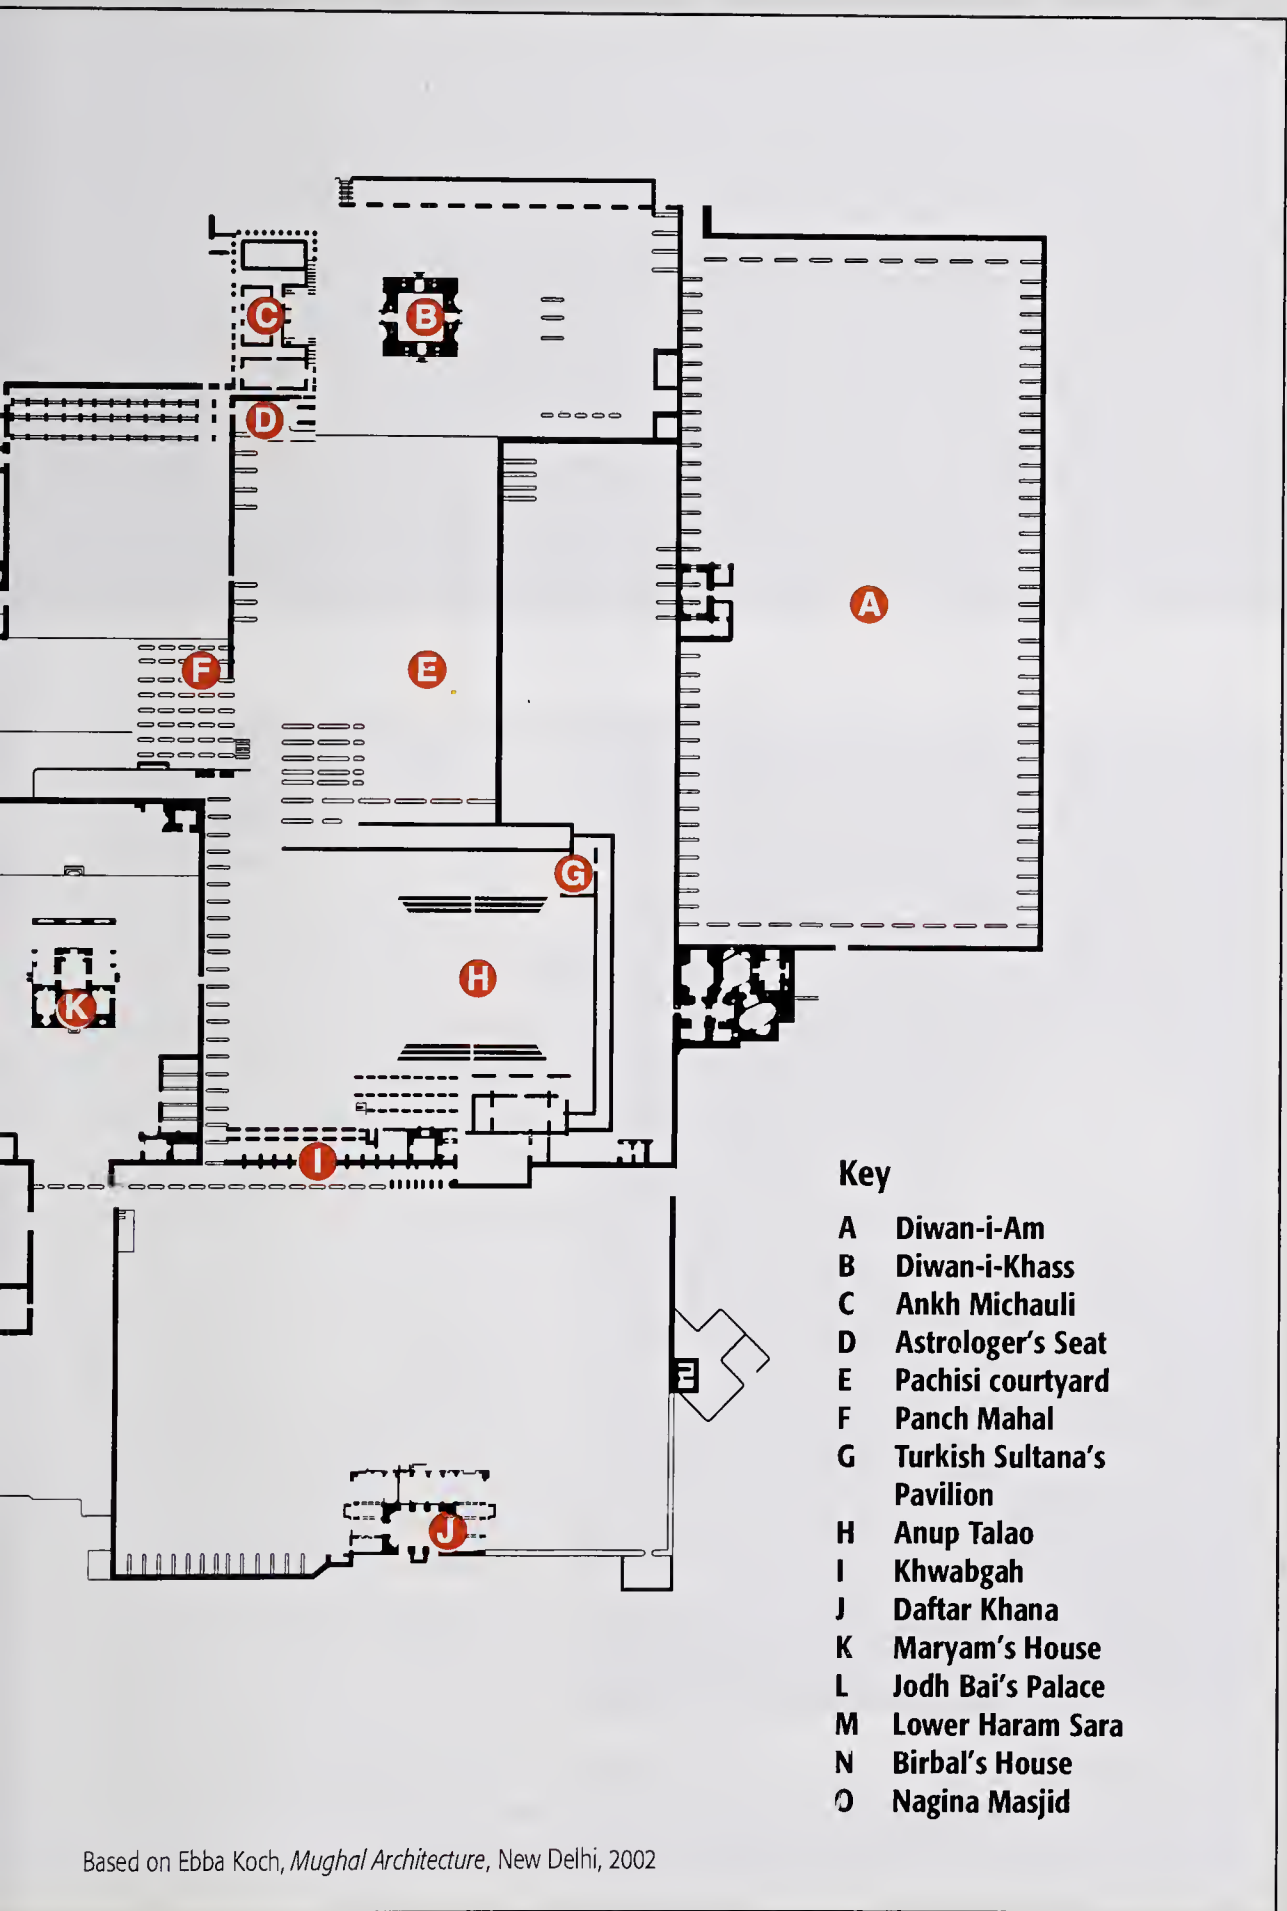 C
B
D
A
F
E
G
H
K
I
J
Key
A Diwan-i-Am
B Diwan-i-Khass
C Ankh Michauli
D Astrologer's Seat
E Pachisi courtyard
F Panch Mahal
G Turkish Sultana's
Pavilion
H Anup Talao
I Khwabgah
J Daftar Khana
K Maryam's House
L Jodh Bai's Palace
M Lower Haram Sara
N Birbal's House
O Nagina Masjid
Based on Ebba Koch, Mughal Architecture, New Delhi, 2002